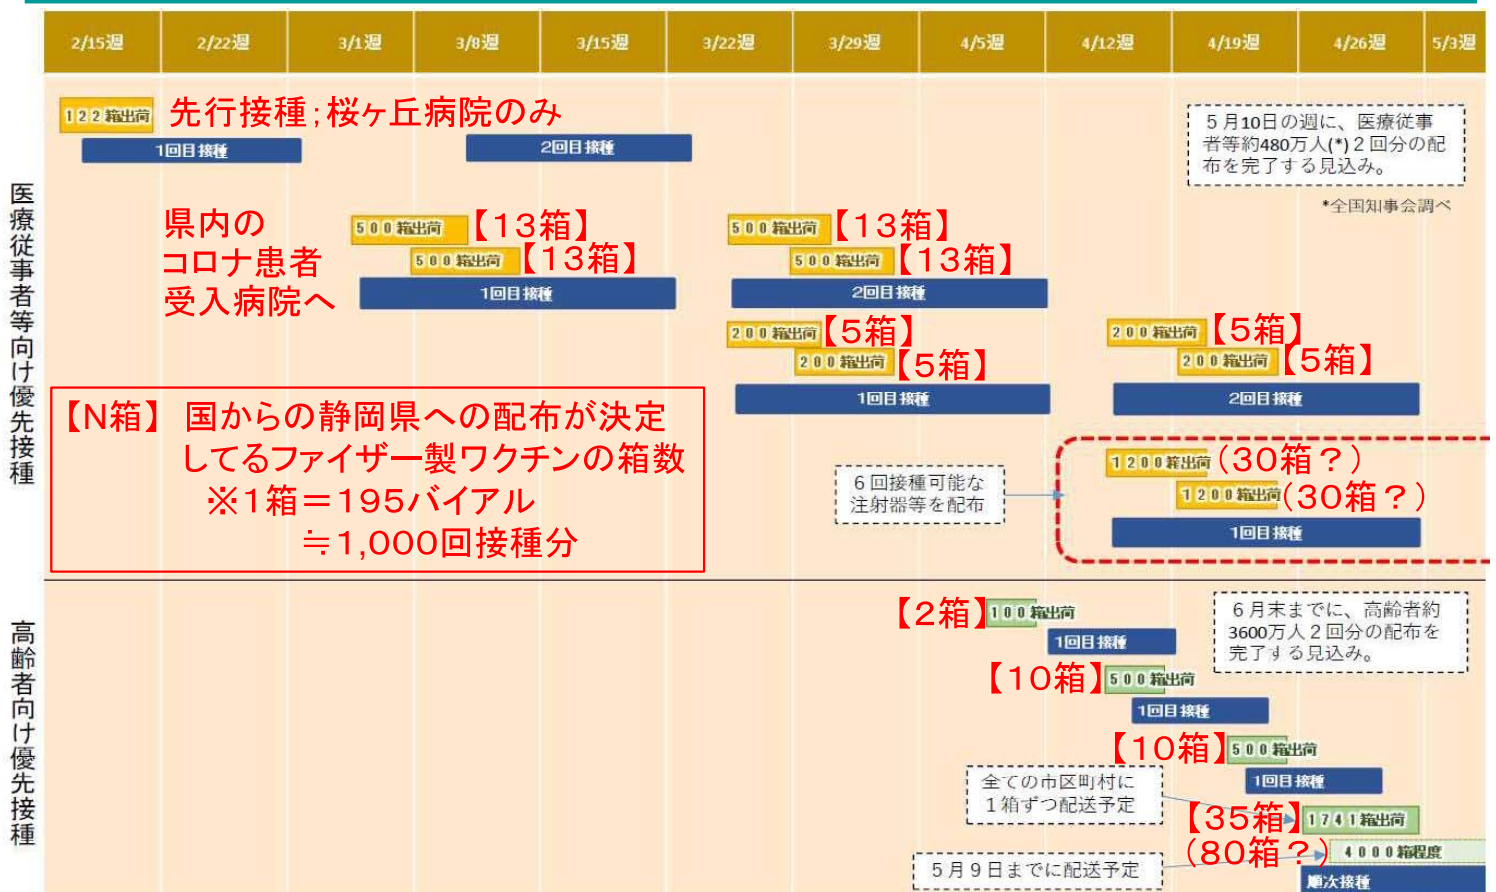 2/15週 2/22週 3/1週 3/8週 3/15週 3/22週 3/29週 4/5週 4/12週 4/19週 4/26週 5/3週
医療従事者等向け優先接種
122箱出荷 先行接種；桜ヶ丘病院のみ
1回目接種 2回目接種
5月10日の週に、医療従事
者等約480万人(*)2回分の配
布を完了する見込み。
*全国知事会調べ
県内の
コロナ患者
受入病院へ
500箱出荷【13箱】 500箱出荷【13箱】
500箱出荷【13箱】 500箱出荷【13箱】
1回目接種 2回目接種
200箱出荷【5箱】 200箱出荷【5箱】
200箱出荷【5箱】 200箱出荷【5箱】
1回目接種 2回目接種
【N箱】 国からの静岡県への配布が決定
してるファイザー製ワクチンの箱数
※1箱＝195バイアル
≒1,000回接種分
6回接種可能な
注射器等を配布
1200箱出荷(30箱？)
1200箱出荷(30箱？)
1回目接種
高齢者向け優先接種
【2箱】100箱出荷
1回目接種
6月末までに、高齢者約
3600万人2回分の配布を
完了する見込み。
【10箱】500箱出荷
1回目接種
【10箱】500箱出荷
1回目接種
全ての市区町村に
1箱ずつ配送予定
【35箱】1741箱出荷
(80箱？) 4000箱程度
5月9日までに配送予定
順次接種